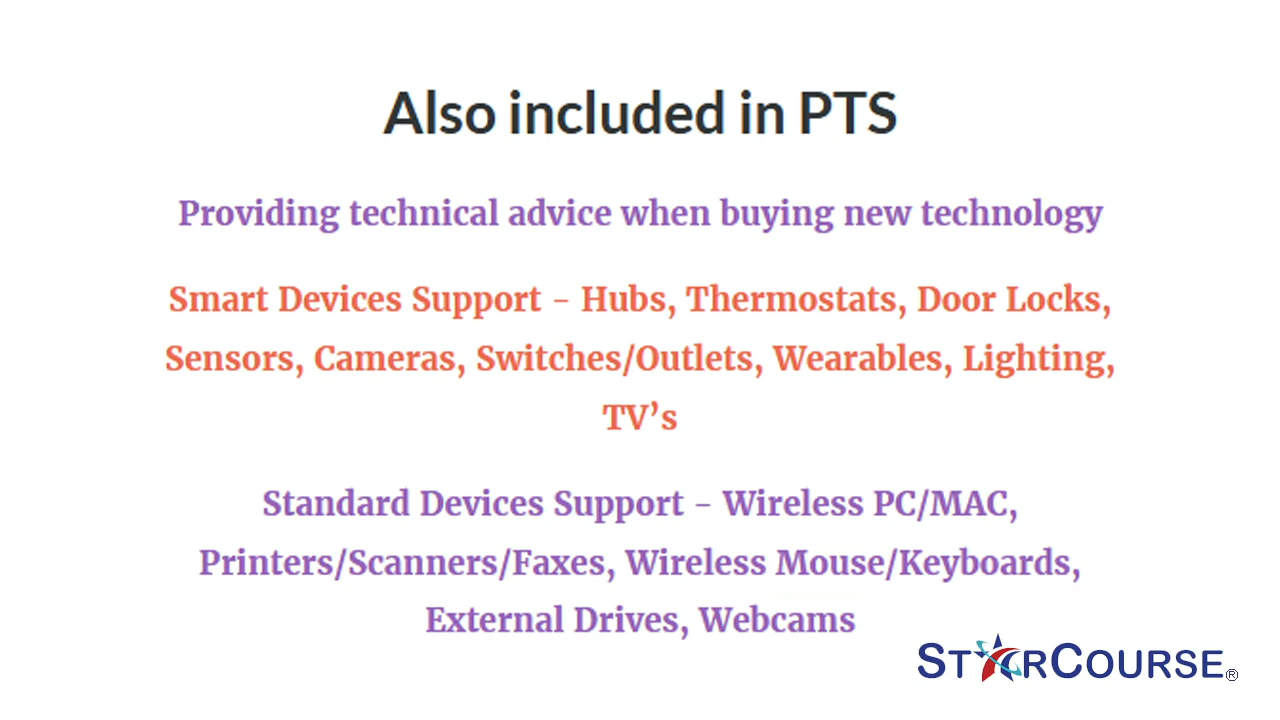 Also included in PTS
Providing technical advice when buying new technology
Smart Devices Support - Hubs, Thermostats, Door Locks,
Sensors, Cameras, Switches/Outlets, Wearables, Lighting,
TV’s
Standard Devices Support - Wireless PC/MAC,
Printers/Scanners/Faxes, Wireless Mouse/Keyboards,
External Drives, Webcams
STARCOURSE®